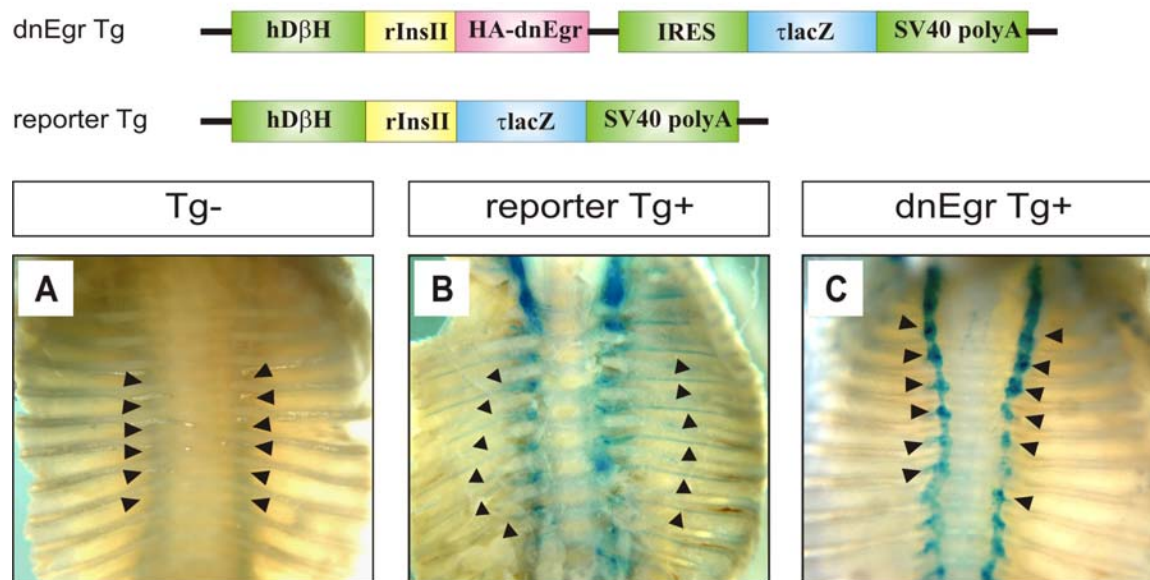 dnEgr Tg hDβH rInsII HA-dnEgr IRES τlacZ SV40 polyA
reporter Tg hDβH rInsII τlacZ SV40 polyA
Tg- reporter Tg+ dnEgr Tg+
A B C